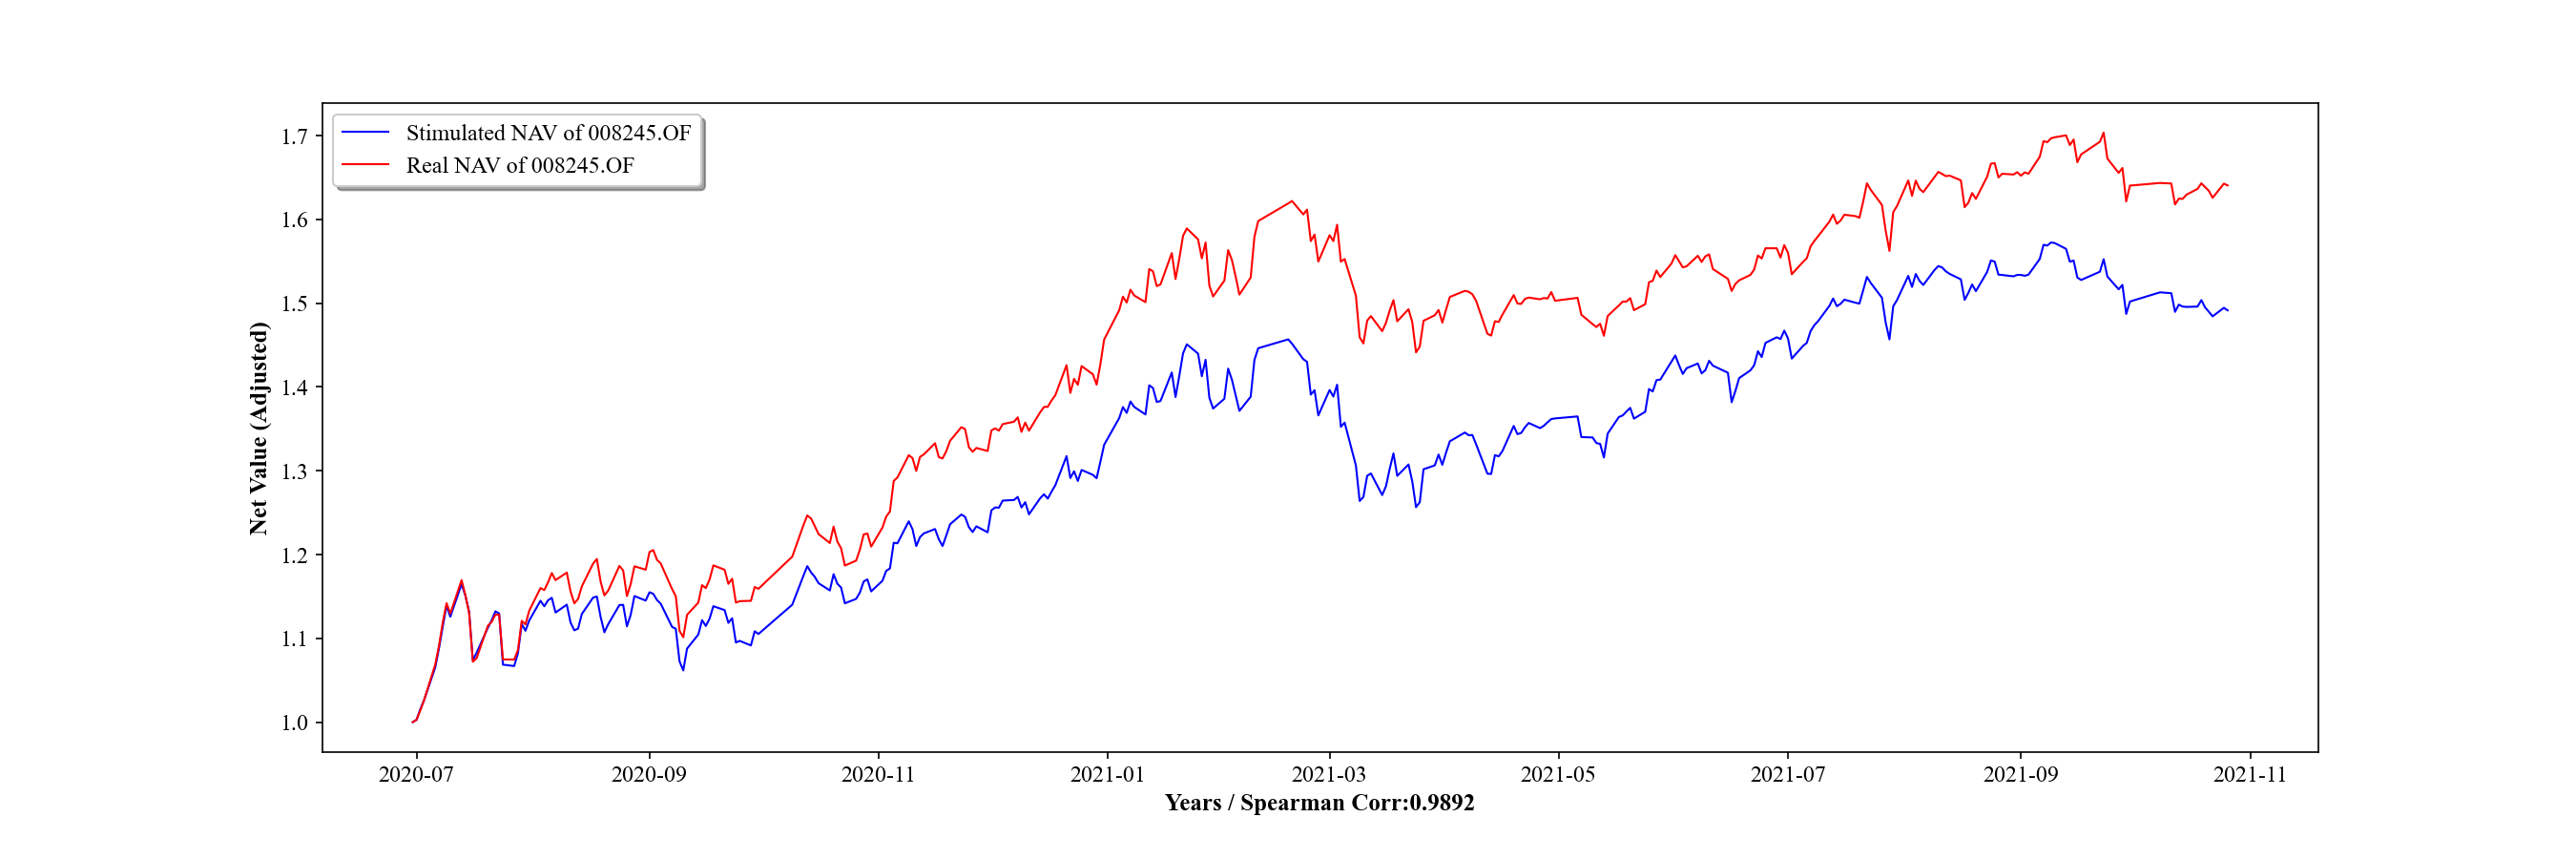 Stimulated NAV of 008245.OF
Real NAV of 008245.OF
Net Value (Adjusted)
1.7
1.6
1.5
1.4
1.3
1.2
1.1
1.0
2020-07 2020-09 2020-11 2021-01 2021-03 2021-05 2021-07 2021-09 2021-11
Years / Spearman Corr:0.9892